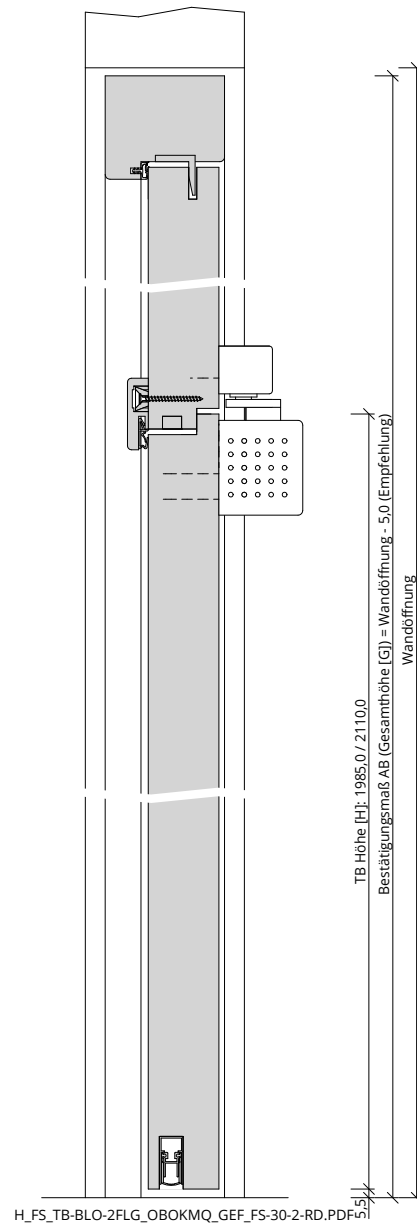 TB Höhe [H]: 1985,0 / 2110,0
Bestätigungsmaß AB (Gesamthöhe [G]) = Wandöffnung - 5,0 (Empfehlung)
Wandöffnung
5,5
H_FS_TB-BLO-2FLG_OBOKMQ_GEF_FS-30-2-RD.PDF